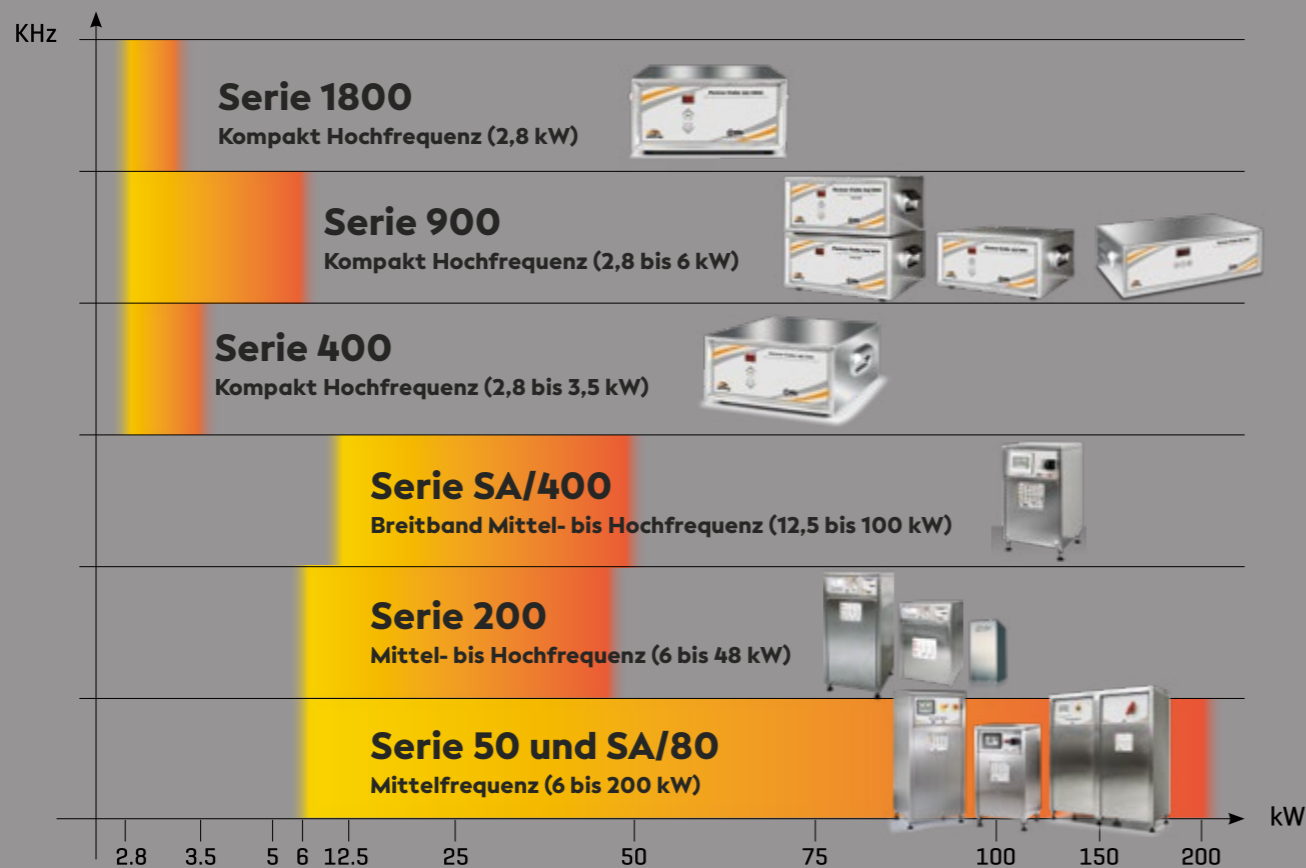 KHz
Serie 1800
Kompakt Hochfrequenz (2,8 kW)
Serie 900
Kompakt Hochfrequenz (2,8 bis 6 kW)
Serie 400
Kompakt Hochfrequenz (2,8 bis 3,5 kW)
Serie SA/400
Breitband Mittel- bis Hochfrequenz (12,5 bis 100 kW)
Serie 200
Mittel- bis Hochfrequenz (6 bis 48 kW)
Serie 50 und SA/80
Mittelfrequenz (6 bis 200 kW)
kW
2.8 3.5 5 6 12.5 25 50 75 100 150 200